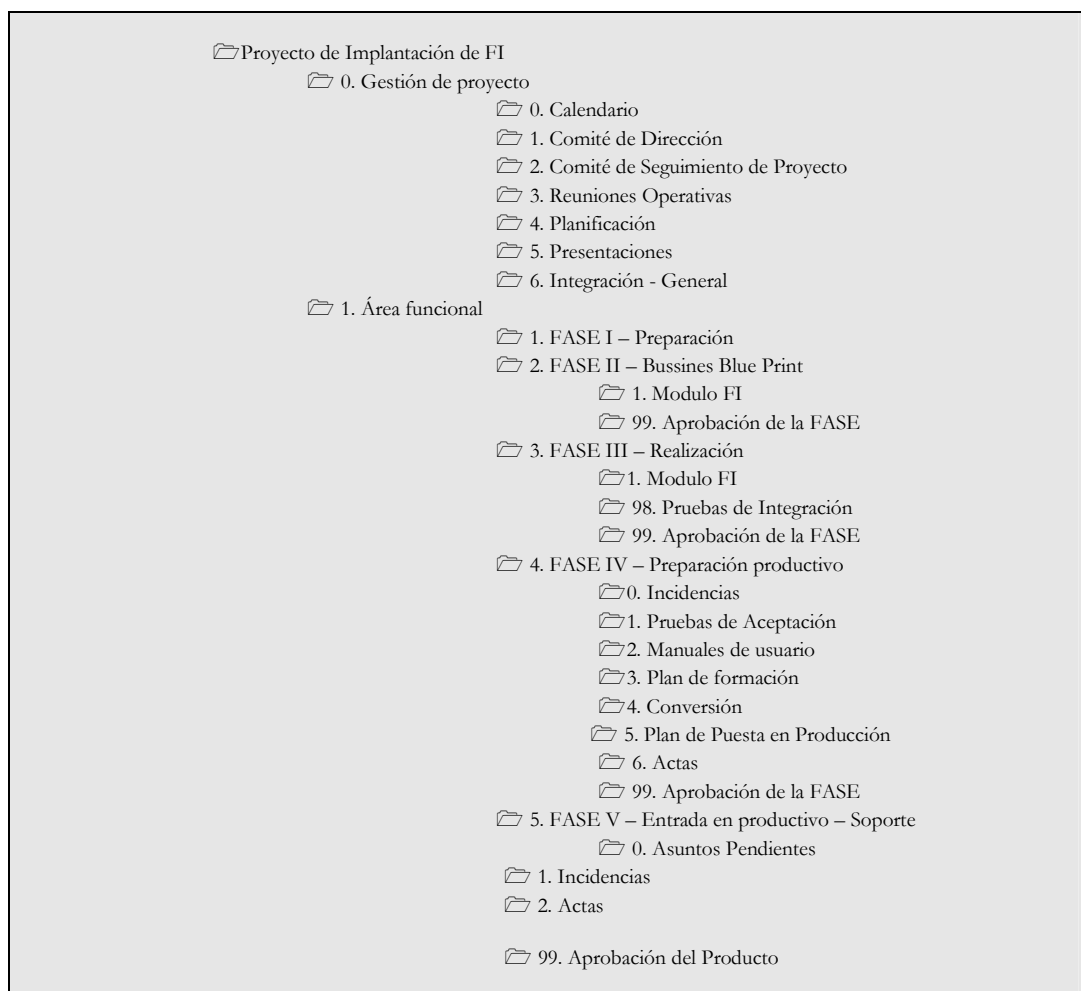 Proyecto de Implantación de FI
0. Gestión de proyecto
0. Calendario
1. Comité de Dirección
2. Comité de Seguimiento de Proyecto
3. Reuniones Operativas
4. Planificación
5. Presentaciones
6. Integración - General
1. Área funcional
1. FASE I – Preparación
2. FASE II – Bussines Blue Print
1. Modulo FI
99. Aprobación de la FASE
3. FASE III – Realización
1. Modulo FI
98. Pruebas de Integración
99. Aprobación de la FASE
4. FASE IV – Preparación productivo
0. Incidencias
1. Pruebas de Aceptación
2. Manuales de usuario
3. Plan de formación
4. Conversión
5. Plan de Puesta en Producción
6. Actas
99. Aprobación de la FASE
5. FASE V – Entrada en productivo – Soporte
0. Asuntos Pendientes
1. Incidencias
2. Actas
99. Aprobación del Producto